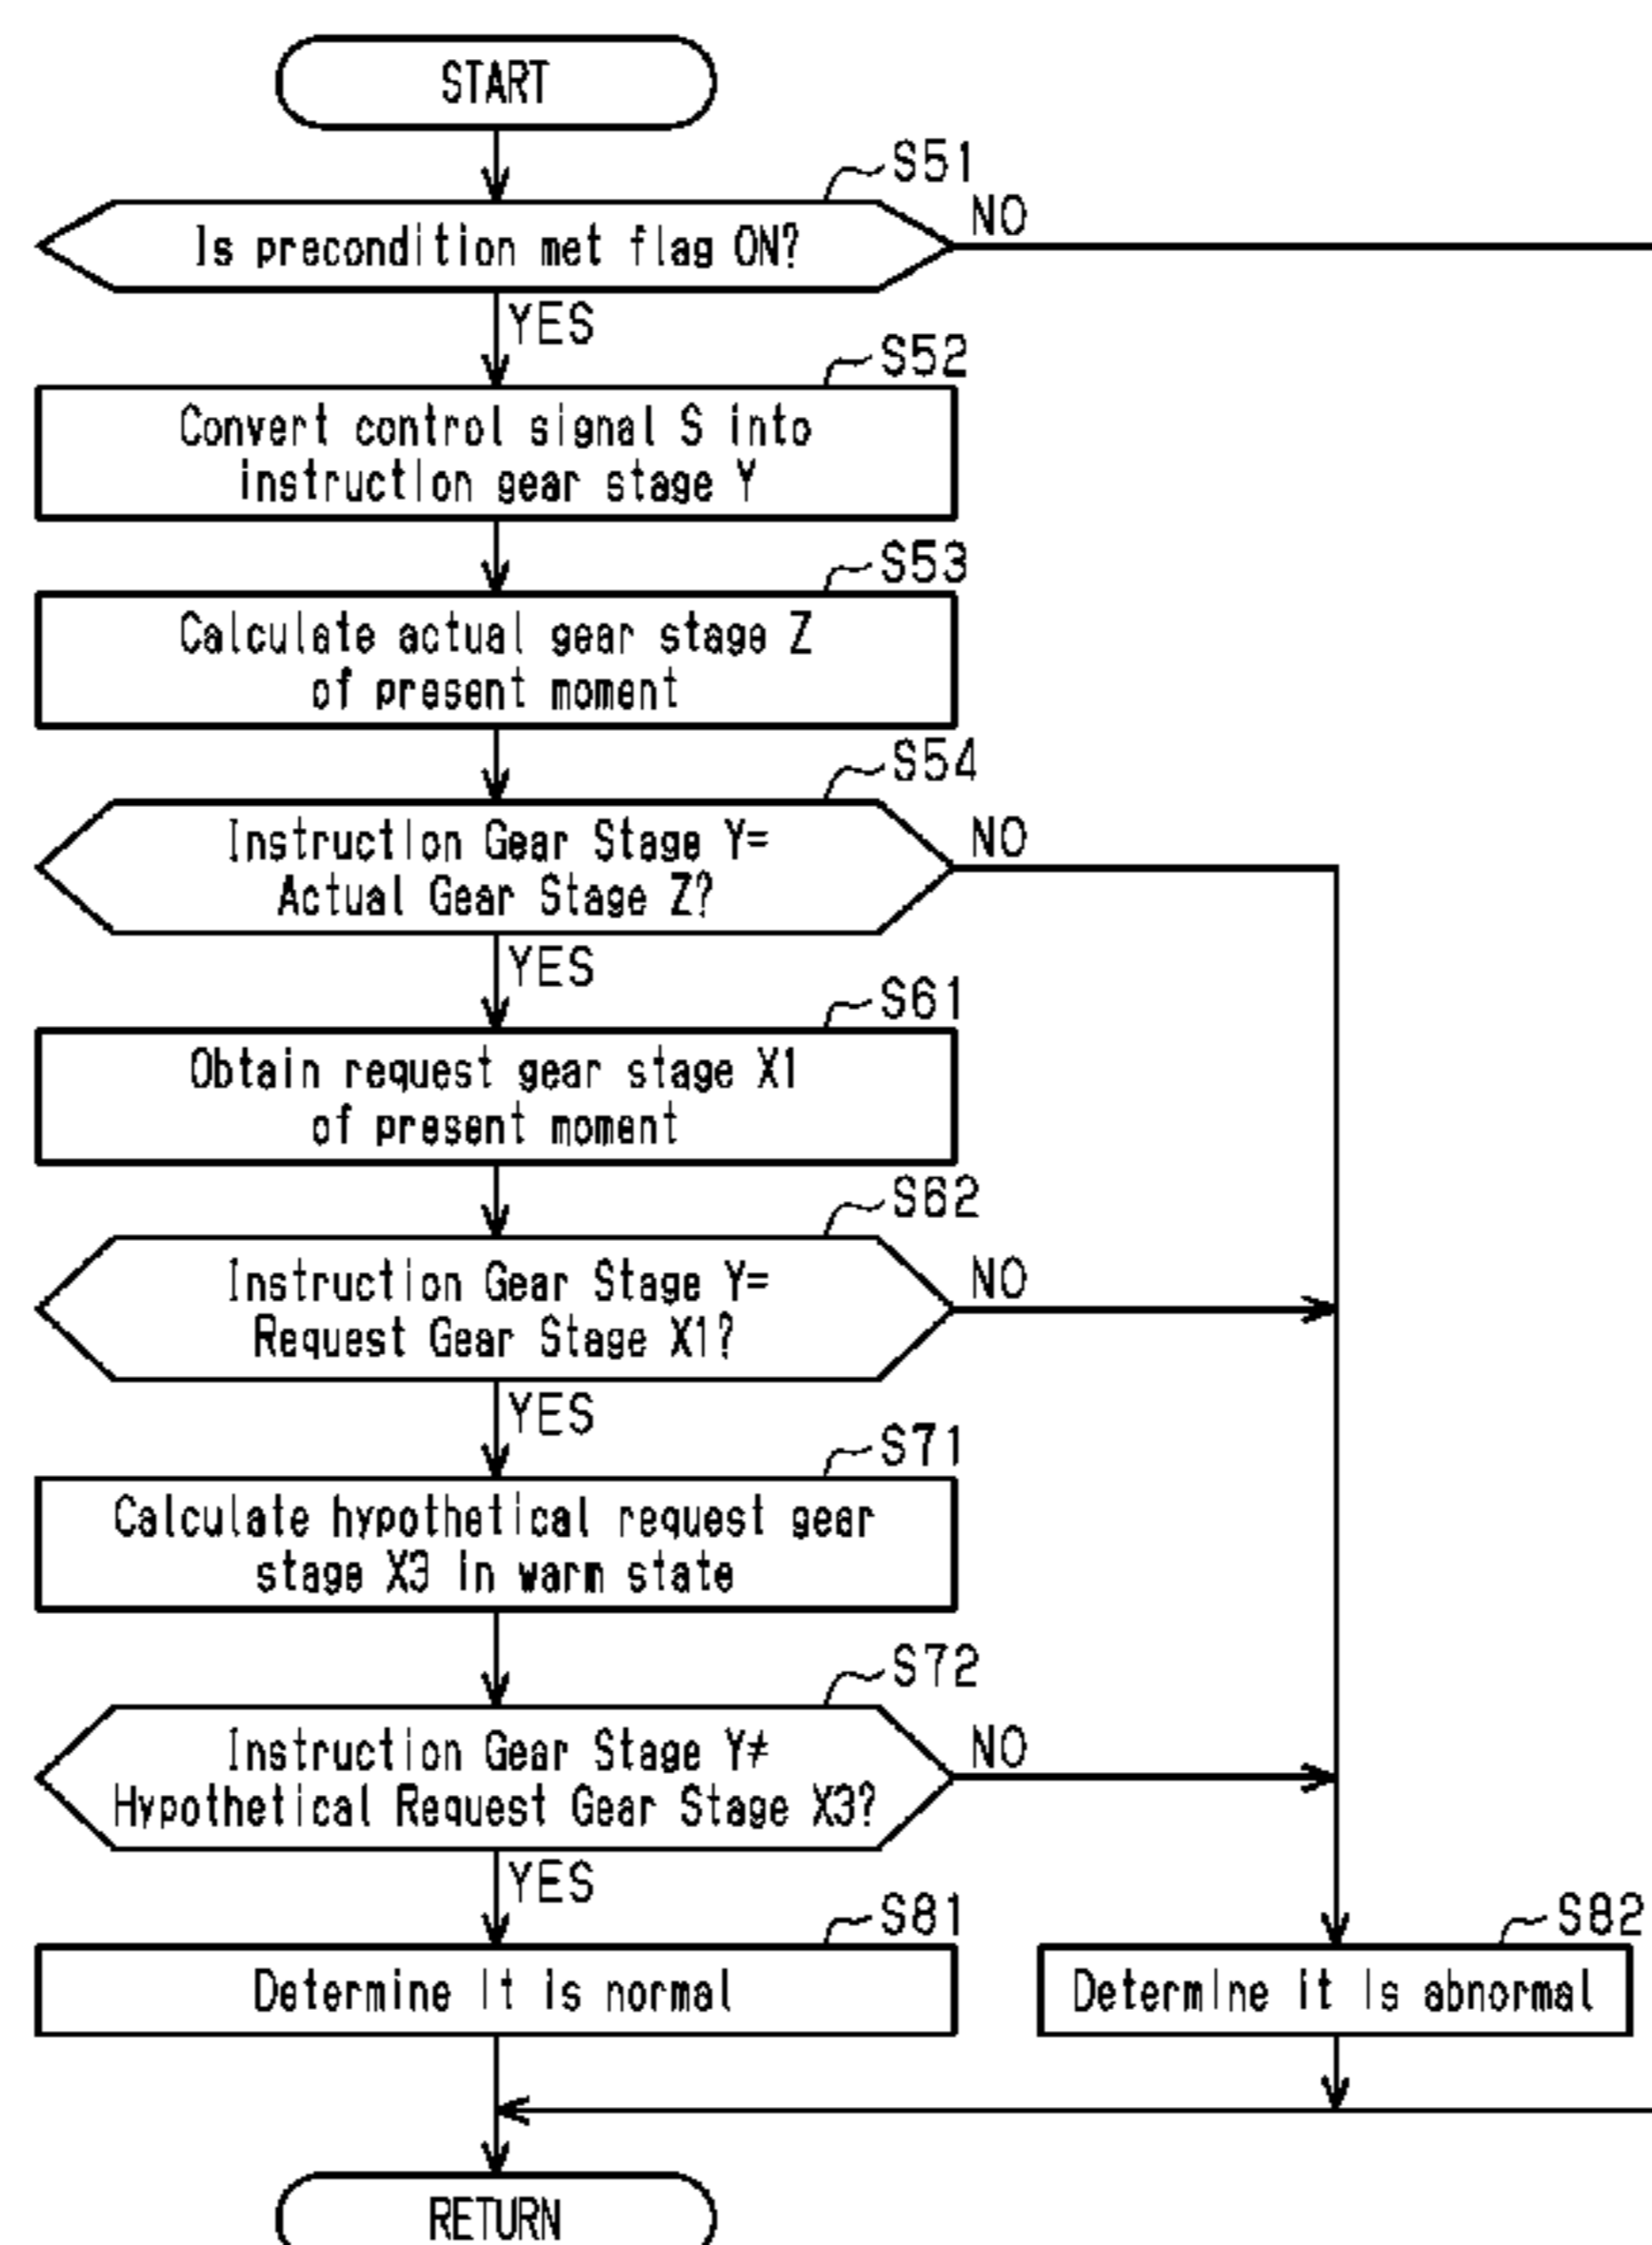 START
S51
Is precondition met flag ON?
NO
YES
S52
Convert control signal S into
instruction gear stage Y
S53
Calculate actual gear stage Z
of present moment
S54
Instruction Gear Stage Y=
Actual Gear Stage Z?
NO
YES
S61
Obtain request gear stage X1
of present moment
S62
Instruction Gear Stage Y=
Request Gear Stage X1?
NO
YES
S71
Calculate hypothetical request gear
stage X3 in warm state
S72
Instruction Gear Stage Y≠
Hypothetical Request Gear Stage X3?
NO
YES
S81
Determine it is normal
S82
Determine it is abnormal
RETURN